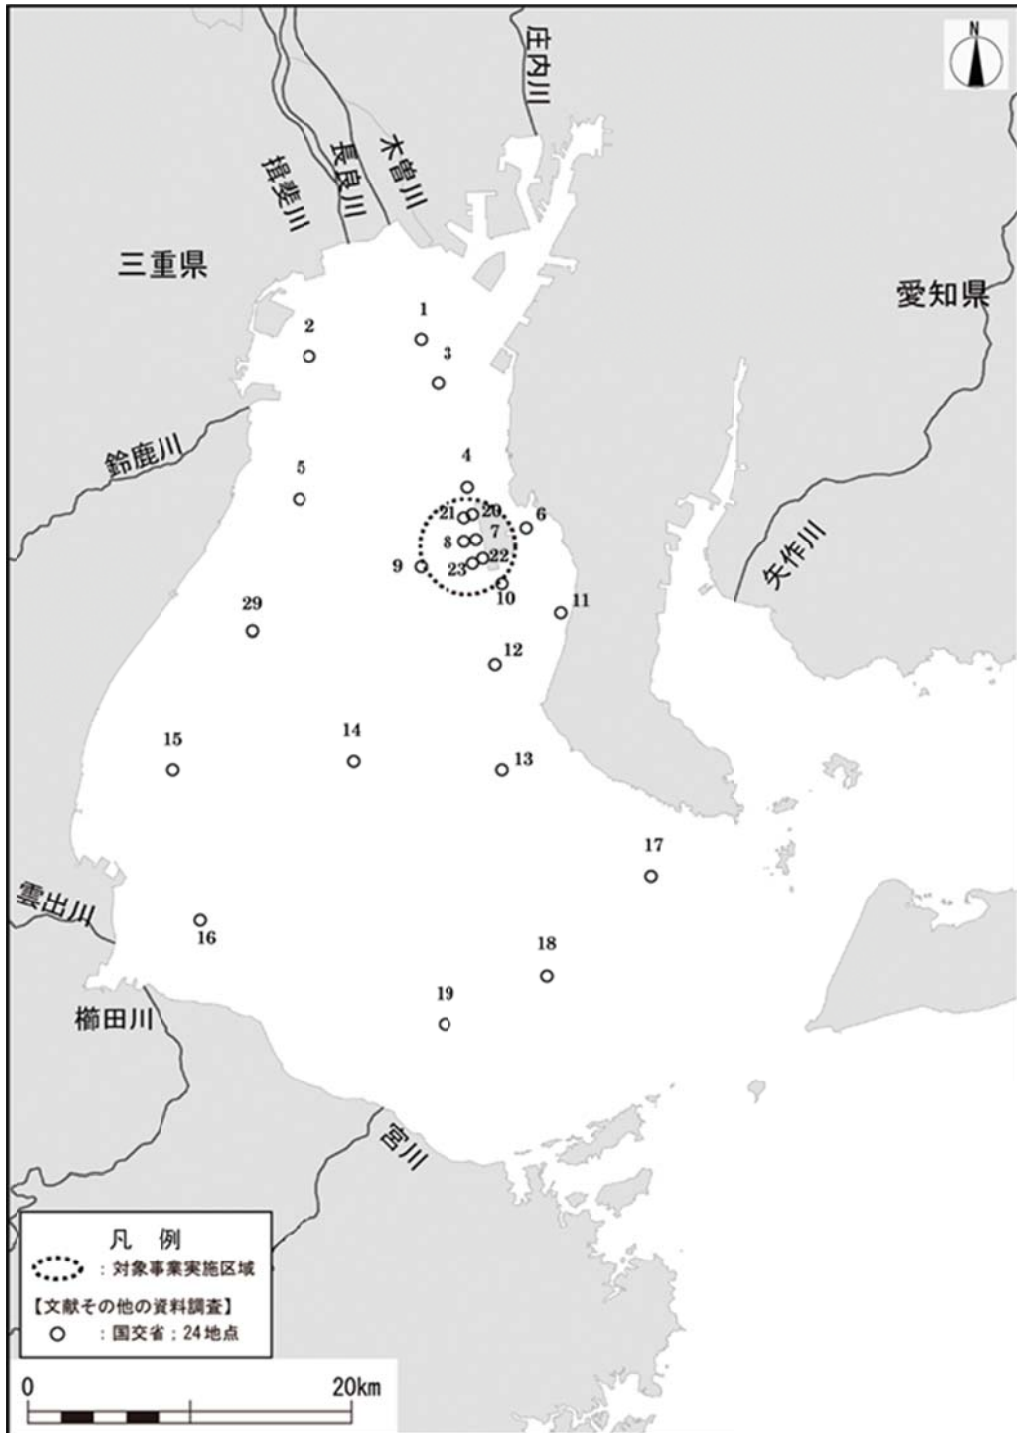 N
庄内川
木曽川
長良川
揖斐川
三重県
愛知県
1
2
3
鈴鹿川
4
5
21
20
6
7
8
22
23
9
10
矢作川
11
29
12
14
15
13
17
雲出川
16
18
19
櫛田川
宮川
凡 例
:対象事業実施区域
【文献その他の資料調査】
:国交省;24地点
0 20km